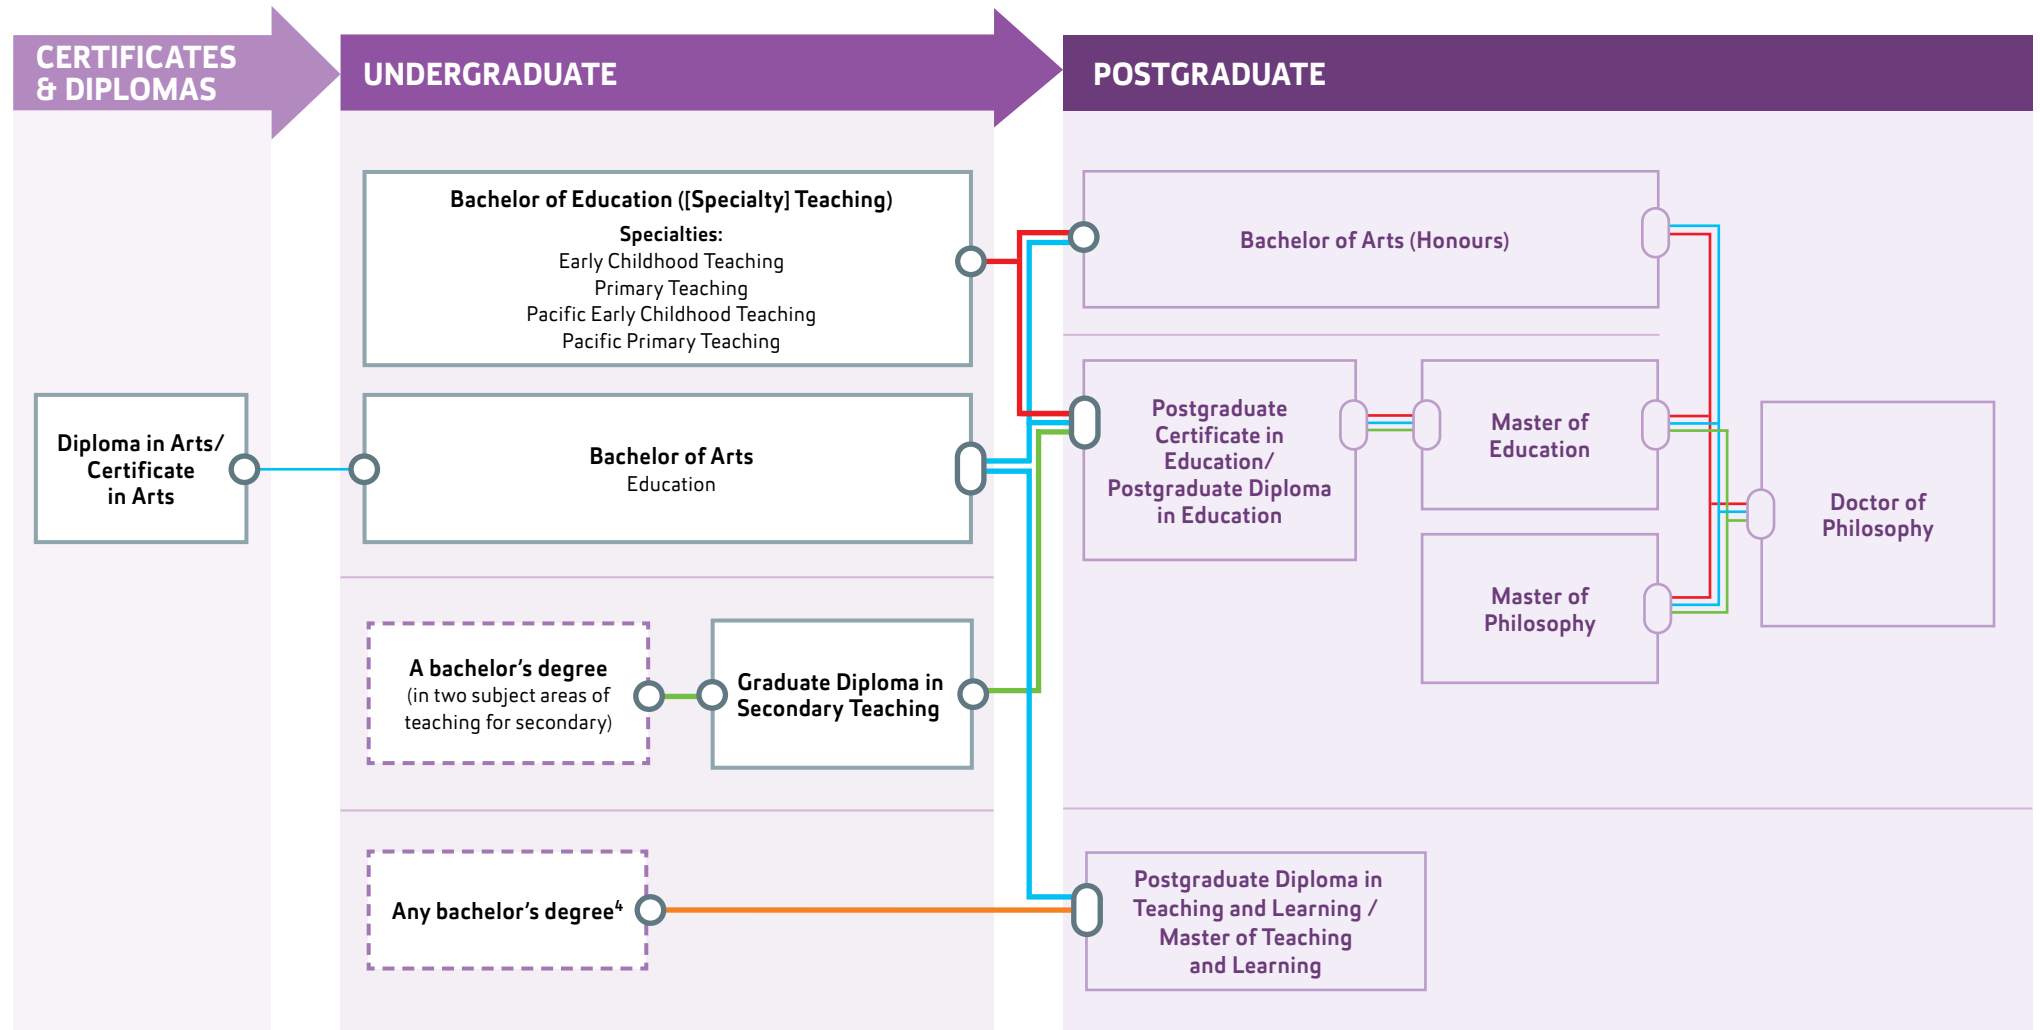 CERTIFICATES
& DIPLOMAS
UNDERGRADUATE
POSTGRADUATE
Diploma in Arts/
Certificate
in Arts
Bachelor of Education ([Specialty] Teaching)
Specialties:
Early Childhood Teaching
Primary Teaching
Pacific Early Childhood Teaching
Pacific Primary Teaching
Bachelor of Arts
Education
A bachelor’s degree
(in two subject areas of
teaching for secondary)
Graduate Diploma in
Secondary Teaching
Any bachelor’s degree⁴
Bachelor of Arts (Honours)
Postgraduate
Certificate in
Education/
Postgraduate Diploma
in Education
Master of
Education
Master of
Philosophy
Doctor of
Philosophy
Postgraduate Diploma in
Teaching and Learning /
Master of Teaching
and Learning